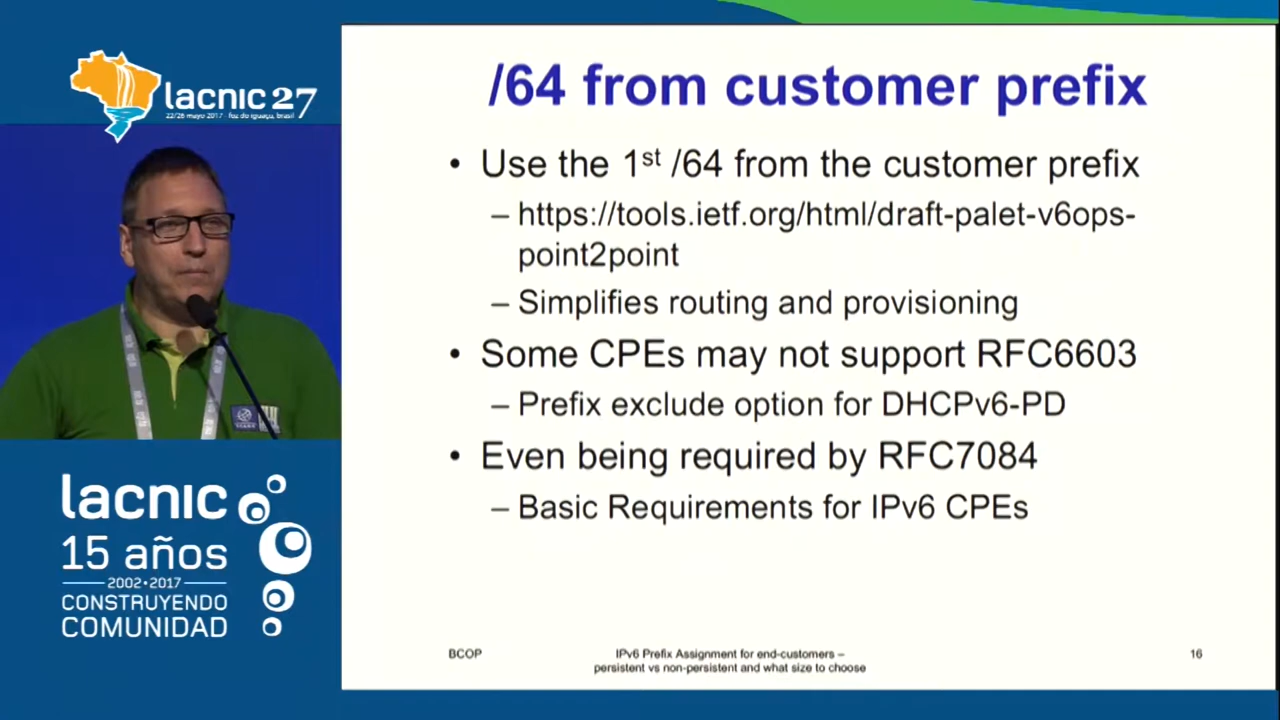 lacnic 27
22/26 mayo 2017 - foz do iguaçu, brasil
/64 from customer prefix
• Use the 1st /64 from the customer prefix
– https://tools.ietf.org/html/draft-palet-v6ops-
point2point
– Simplifies routing and provisioning
• Some CPEs may not support RFC6603
– Prefix exclude option for DHCPv6-PD
• Even being required by RFC7084
– Basic Requirements for IPv6 CPEs
lacnic
15 años
2002•2017
CONSTRUYENDO
COMUNIDAD
BCOP
IPv6 Prefix Assignment for end-customers –
persistent vs non-persistent and what size to choose
16